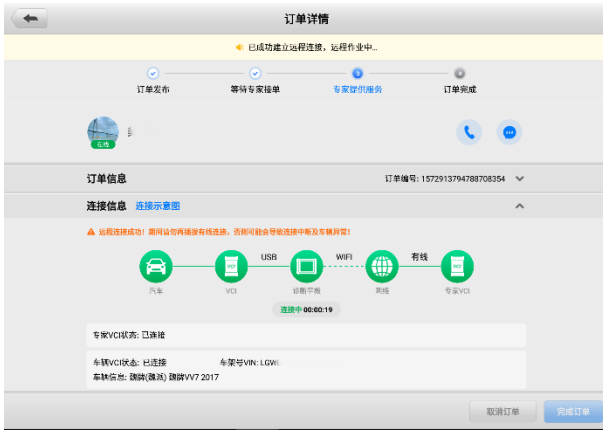 订单详情
已成功建立远程连接，远程作业中...
订单发布 等待专家接单 专家提供服务 订单完成
在线
订单信息 订单编号: 1572913794788708354
连接信息 连接示意图
远程连接成功！期间请勿再插拔有线连接，否则可能会导致连接中断及车辆异常！
USB WIFI 有线
汽车 VCI 诊断平板 网络 专家VCI
连接中 00:00:19
专家VCI状态: 已连接
车辆VCI状态: 已连接 车架号VIN: LGW
车辆信息: 魏牌(魏派) 魏牌VV7 2017
取消订单 完成订单